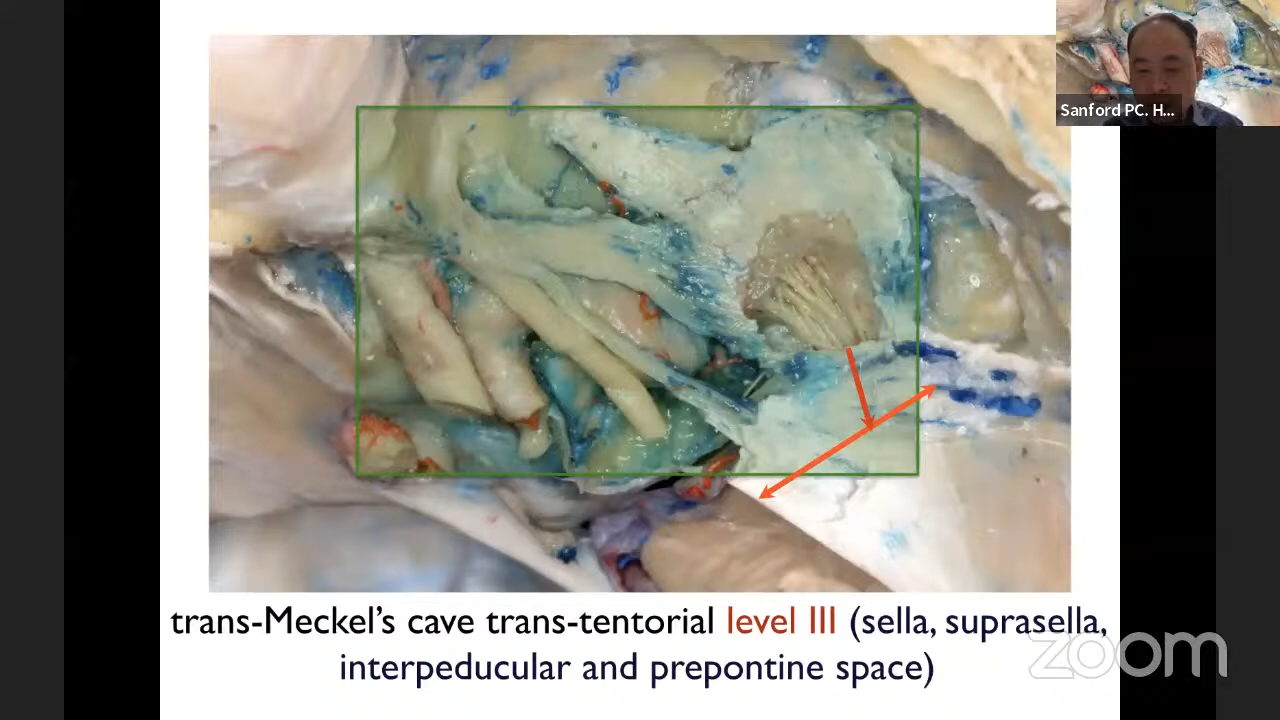 Sanford PC. H...
trans-Meckel's cave trans-tentorial level III (sella, suprasella,
interpeducular and prepontine space)
zoom